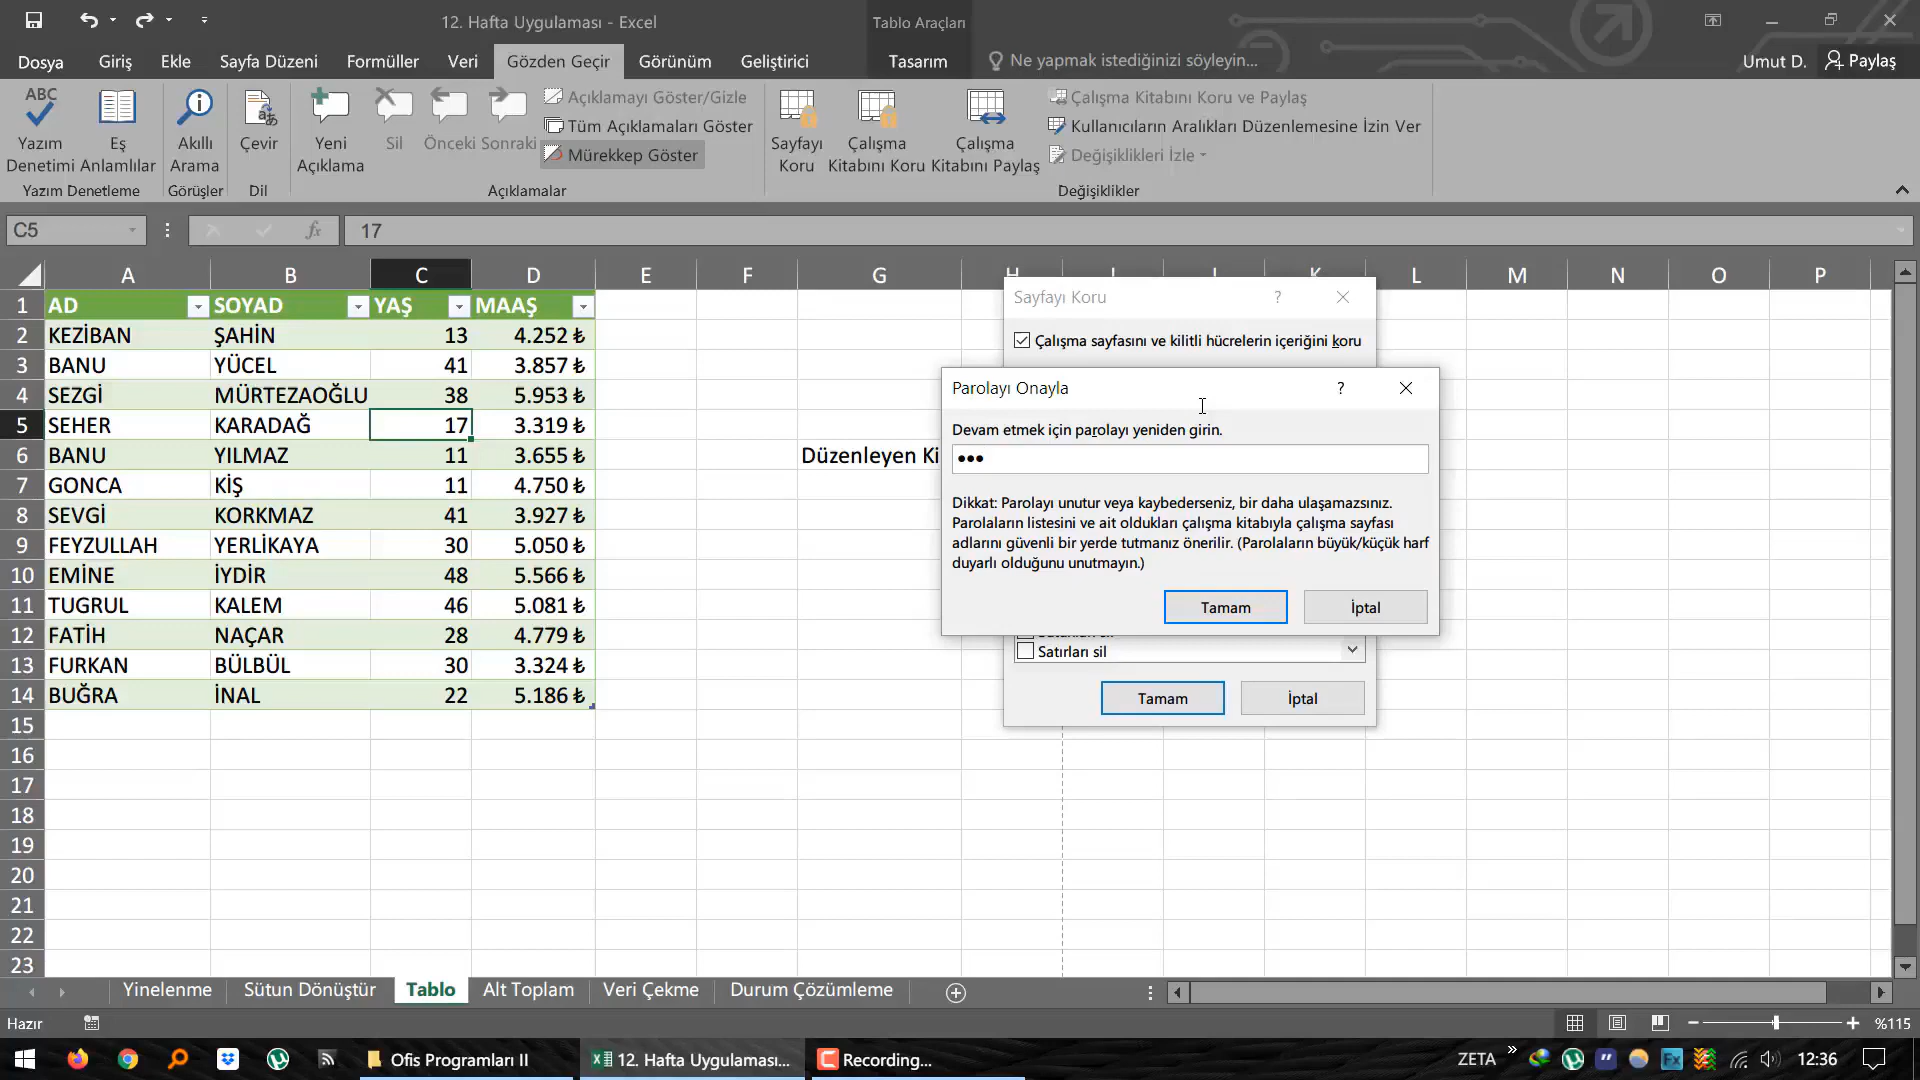 12. Hafta Uygulaması - Excel
Tablo Araçları
Dosya Giriş Ekle Sayfa Düzeni Formüller Veri Gözden Geçir Görünüm Geliştirici Tasarım Ne yapmak istediğinizi söyleyin... Umut D. Paylaş
ABC
Yazım Denetimi
Eş Anlamlılar
Akıllı Arama
Çevir
Yeni Açıklama
Sil
Önceki
Sonraki
Açıklamayı Göster/Gizle
Tüm Açıklamaları Göster
Mürekkep Göster
Sayfayı Koru
Çalışma Kitabını Koru
Çalışma Kitabını Paylaş
Çalışma Kitabını Koru ve Paylaş
Kullanıcıların Aralıkları Düzenlemesine İzin Ver
Değişiklikleri İzle
Yazım Denetleme Görüşler Dil Açıklamalar Değişiklikler
C5 fx 17
A B C D E F G H I J K L M N O P
1 AD SOYAD YAŞ MAAŞ
2 KEZİBAN ŞAHİN 13 4.252 ₺
3 BANU YÜCEL 41 3.857 ₺
4 SEZGİ MÜRTEZAOĞLU 38 5.953 ₺
5 SEHER KARADAĞ 17 3.319 ₺
6 BANU YILMAZ 11 3.655 ₺ Düzenleyen Ki
7 GONCA KİŞ 11 4.750 ₺
8 SEVGİ KORKMAZ 41 3.927 ₺
9 FEYZULLAH YERLİKAYA 30 5.050 ₺
10 EMİNE İYDİR 48 5.566 ₺
11 TUGRUL KALEM 46 5.081 ₺
12 FATİH NAÇAR 28 4.779 ₺
13 FURKAN BÜLBÜL 30 3.324 ₺
14 BUĞRA İNAL 22 5.186 ₺
15
16
17
18
19
20
21
22
23
Sayfayı Koru ?
Çalışma sayfasını ve kilitli hücrelerin içeriğini koru
Parolayı Onayla ?
Devam etmek için parolayı yeniden girin.
●●●
Dikkat: Parolayı unutur veya kaybederseniz, bir daha ulaşamazsınız.
Parolaların listesini ve ait oldukları çalışma kitabıyla çalışma sayfası
adlarını güvenli bir yerde tutmanız önerilir. (Parolaların büyük/küçük harf
duyarlı olduğunu unutmayın.)
Tamam İptal
Satırları sil
Tamam İptal
Yinelenme Sütun Dönüştür Tablo Alt Toplam Veri Çekme Durum Çözümleme
Hazır %115
Ofis Programları II 12. Hafta Uygulaması... Recording... ZETA 12:36